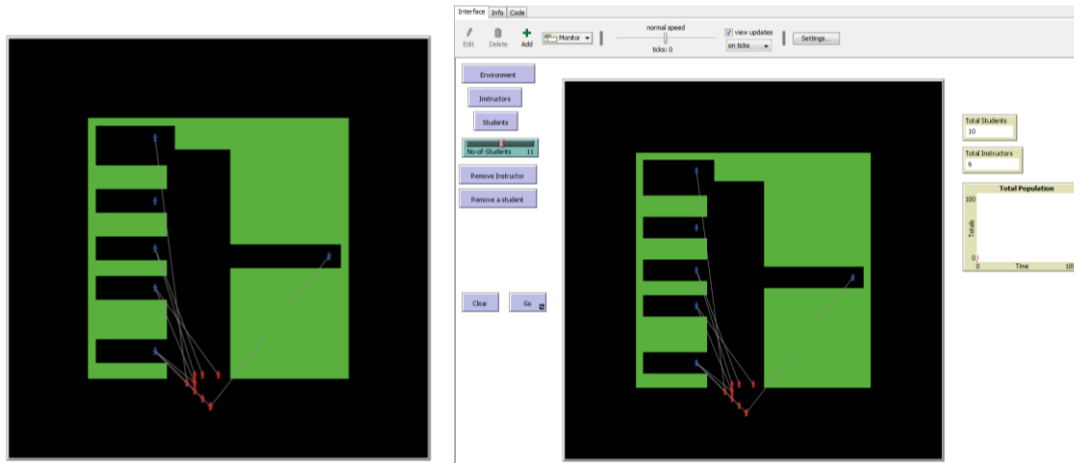 Interface Info Code
Edit Delete Add Monitor normal speed view updates Settings...
ticks: 0 on ticks
Environment
Instructors
Students
No-of-Students 11
Remove Instructor
Remove a student
Clear Go
Total Students
10
Total Instructors
6
Total Population
100
Totals
0
0 Time 100